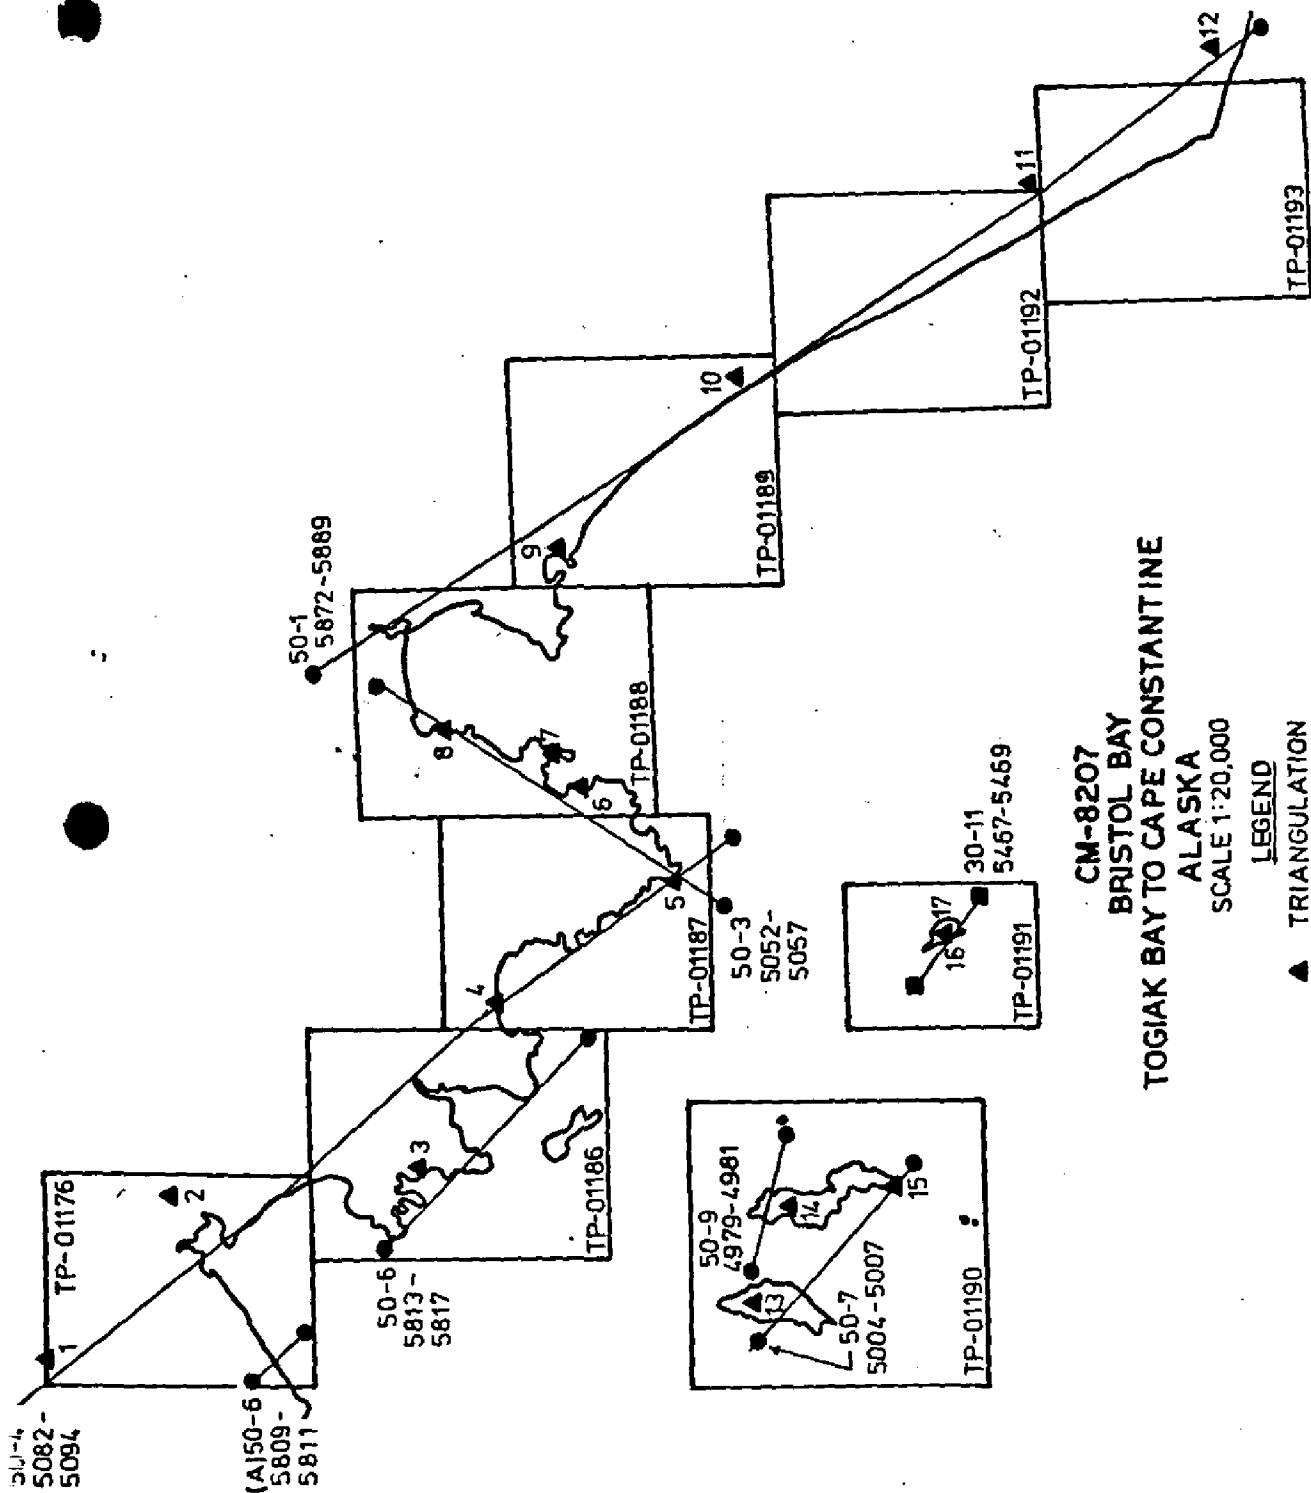 5082-
5094
1
TP-01176
2
(A)50-6
5809-
5811
50-6
5813-
5817
3
TP-01186
4
TP-01187
5
50-3
5052-
5057
6
7
8
TP-01188
50-1
5872-5889
9
TP-01189
10
TP-01192
11
TP-01193
12
50-9
4979-4981
13
14
15
50-7
5004-5007
TP-01190
16
17
TP-01191
30-11
5467-5469
CM-8207
BRISTOL BAY
TOGIAK BAY TO CAPE CONSTANTINE
ALASKA
SCALE 1:20,000
LEGEND
▲ TRIANGULATION